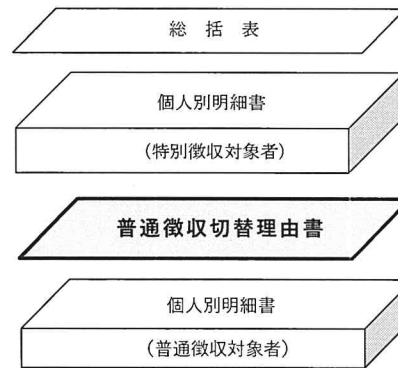 総括表
個人別明細書
(特別徴収対象者)
普通徴収切替理由書
個人別明細書
(普通徴収対象者)